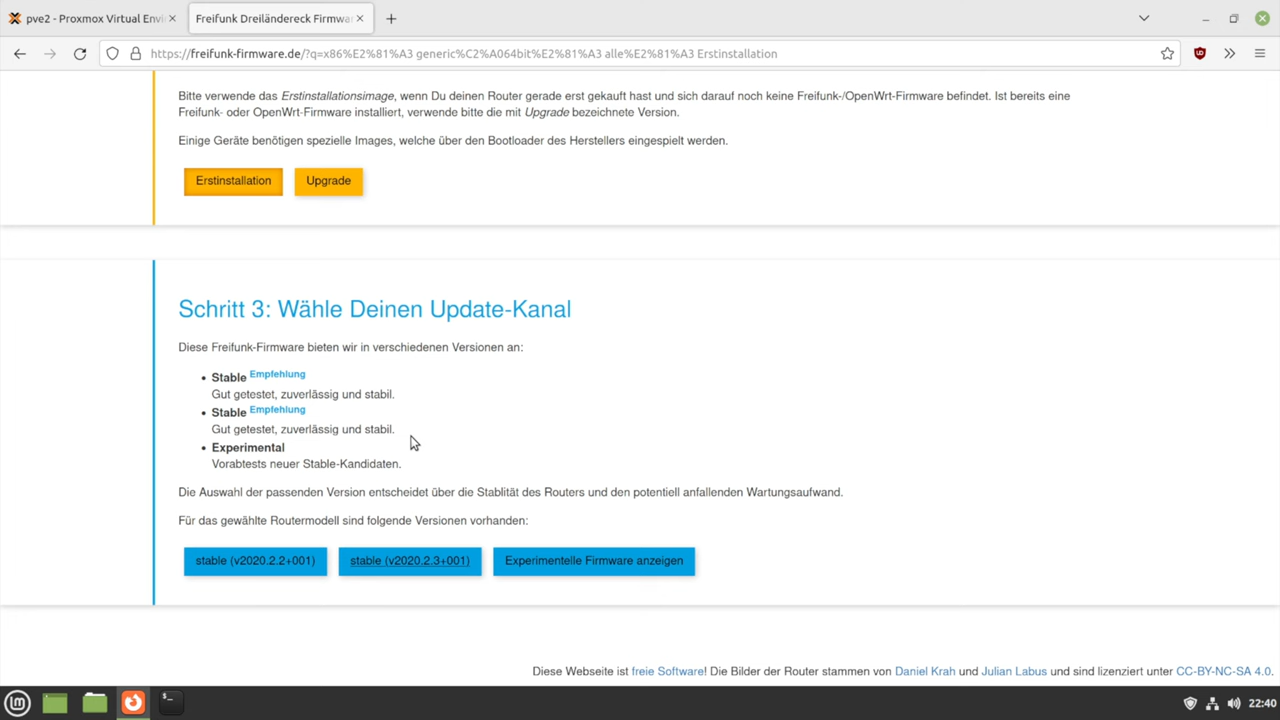 pve2 - Proxmox Virtual Envi
Freifunk Dreiländereck Firmwa
https://freifunk-firmware.de/?q=x86%E2%81%A3 generic%C2%A064bit%E2%81%A3 alle%E2%81%A3 Erstinstallation
Bitte verwende das Erstinstallationsimage, wenn Du deinen Router gerade erst gekauft hast und sich darauf noch keine Freifunk-/OpenWrt-Firmware befindet. Ist bereits eine
Freifunk- oder OpenWrt-Firmware installiert, verwende bitte die mit Upgrade bezeichnete Version.
Einige Geräte benötigen spezielle Images, welche über den Bootloader des Herstellers eingespielt werden.
Erstinstallation Upgrade
Schritt 3: Wähle Deinen Update-Kanal
Diese Freifunk-Firmware bieten wir in verschiedenen Versionen an:
• Stable Empfehlung
Gut getestet, zuverlässig und stabil.
• Stable Empfehlung
Gut getestet, zuverlässig und stabil.
• Experimental
Vorabtests neuer Stable-Kandidaten.
Die Auswahl der passenden Version entscheidet über die Stablität des Routers und den potentiell anfallenden Wartungsaufwand.
Für das gewählte Routermodell sind folgende Versionen vorhanden:
stable (v2020.2.2+001) stable (v2020.2.3+001) Experimentelle Firmware anzeigen
Diese Webseite ist freie Software! Die Bilder der Router stammen von Daniel Krah und Julian Labus und sind lizenziert unter CC-BY-NC-SA 4.0.
22:40